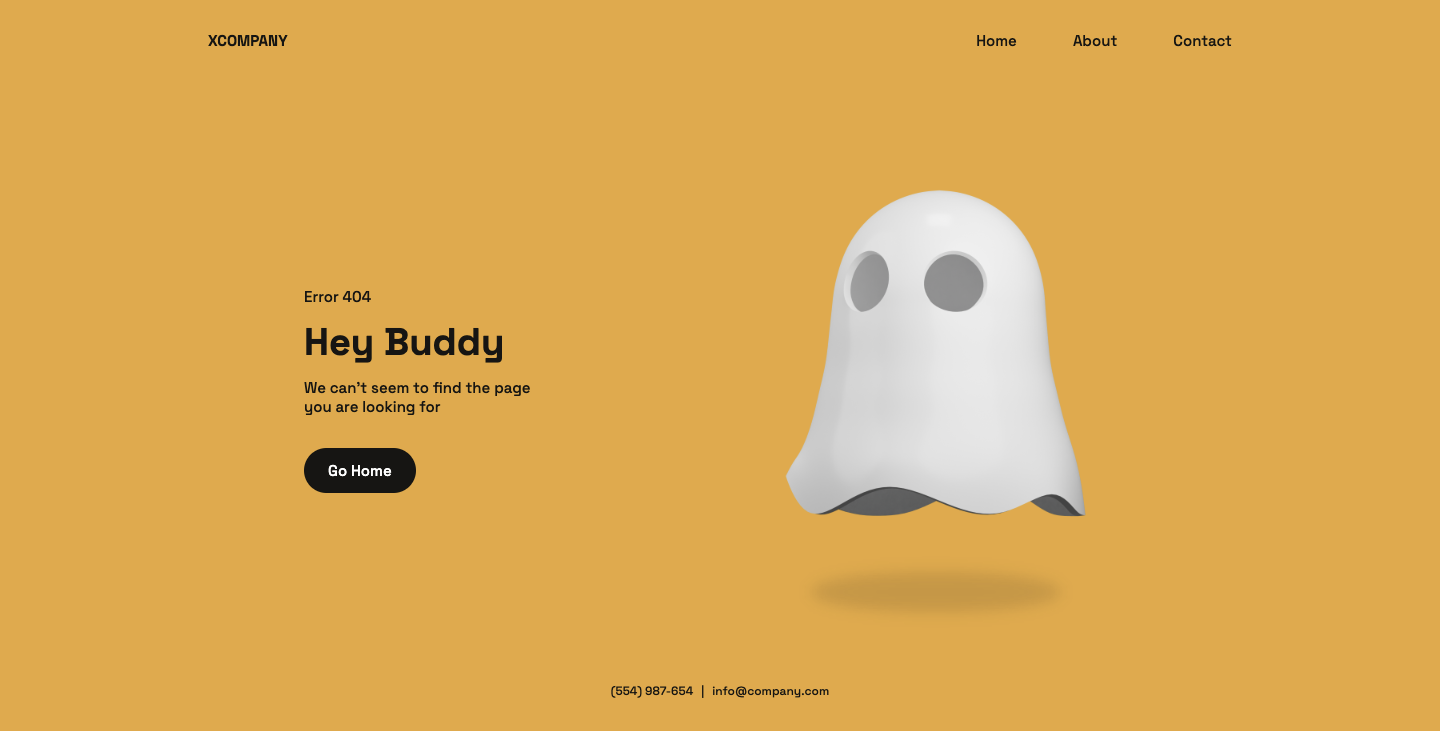 XCOMPANY
Home About Contact
Error 404
Hey Buddy
We can't seem to find the page
you are looking for
Go Home
(554) 987-654 | info@company.com